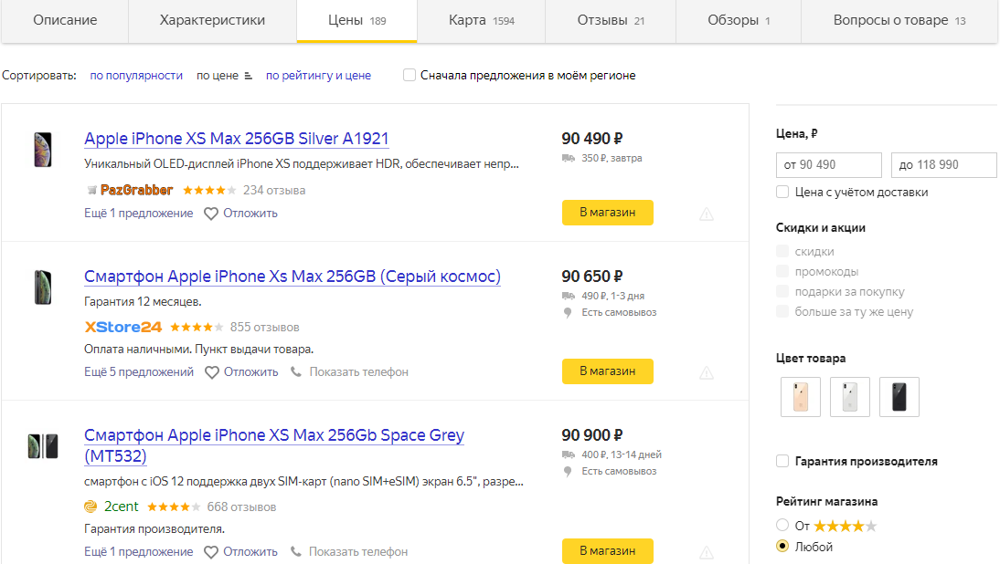 Описание
Характеристики
Цены 189
Карта 1594
Отзывы 21
Обзоры 1
Вопросы о товаре 13
Сортировать: по популярности по цене по рейтингу и цене Сначала предложения в моём регионе
Apple iPhone XS Max 256GB Silver A1921
Уникальный OLED-дисплей iPhone XS поддерживает HDR, обеспечивает непр...
PazGrabber 234 отзыва
Ещё 1 предложение Отложить
90 490 ₽
350 ₽, завтра
В магазин
Смартфон Apple iPhone Xs Max 256GB (Серый космос)
Гарантия 12 месяцев.
XStore24 855 отзывов
Оплата наличными. Пункт выдачи товара.
Ещё 5 предложений Отложить Показать телефон
90 650 ₽
490 ₽, 1-3 дня
Есть самовывоз
В магазин
Смартфон Apple iPhone XS Max 256Gb Space Grey
(MT532)
смартфон с iOS 12 поддержка двух SIM-карт (nano SIM+eSIM) экран 6.5", разре...
2cent 668 отзывов
Гарантия производителя.
Ещё 1 предложение Отложить Показать телефон
90 900 ₽
400 ₽, 13-14 дней
Есть самовывоз
В магазин
Цена, ₽
от 90 490 до 118 990
Цена с учётом доставки
Скидки и акции
скидки
промокоды
подарки за покупку
больше за ту же цену
Цвет товара
Гарантия производителя
Рейтинг магазина
От
Любой